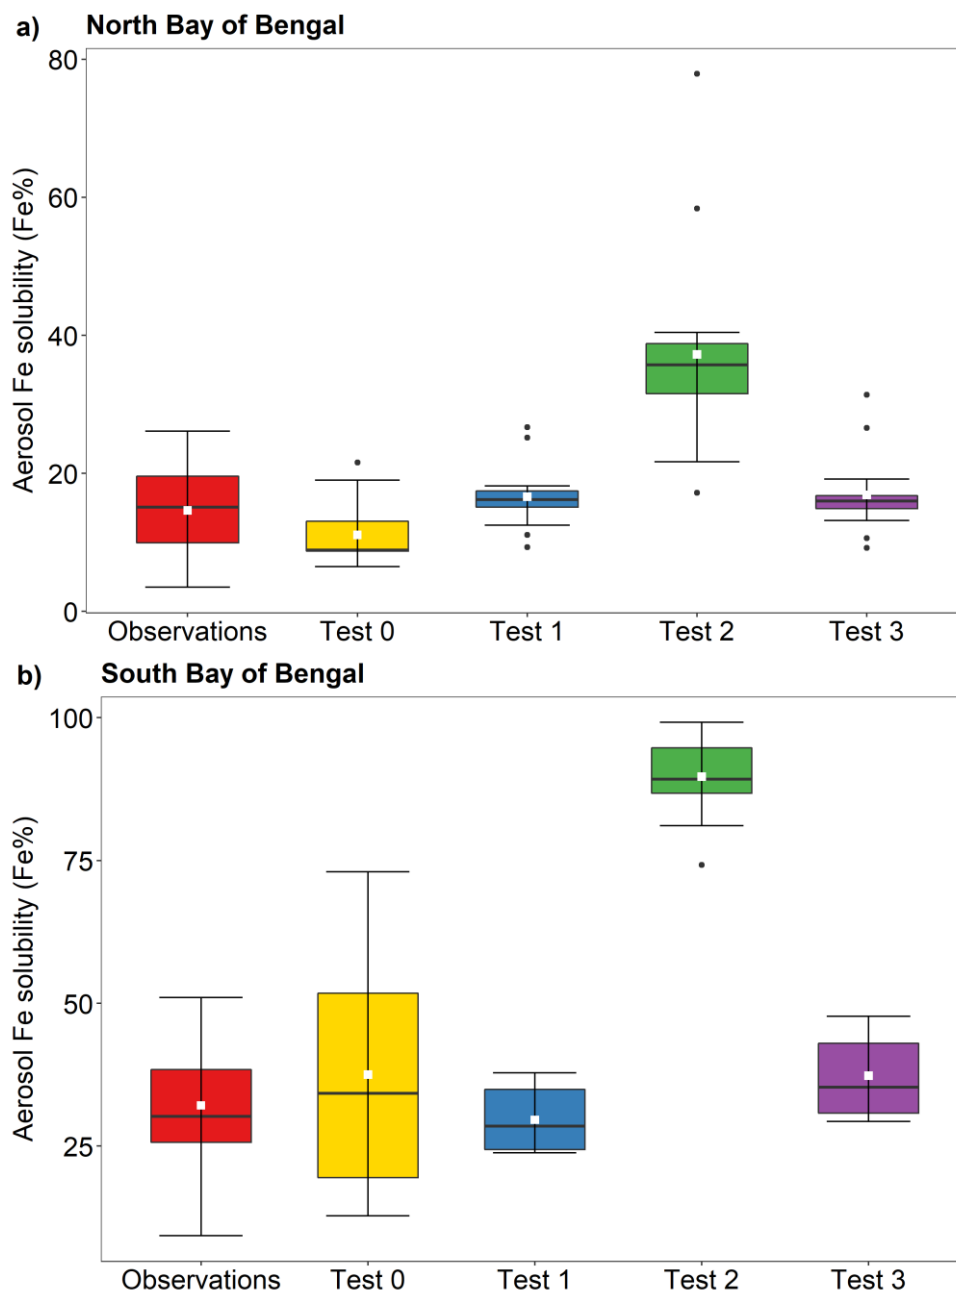 a) North Bay of Bengal
Aerosol Fe solubility (Fe%)
80
60
40
20
0
Observations Test 0 Test 1 Test 2 Test 3
b) South Bay of Bengal
Aerosol Fe solubility (Fe%)
100
75
50
25
Observations Test 0 Test 1 Test 2 Test 3